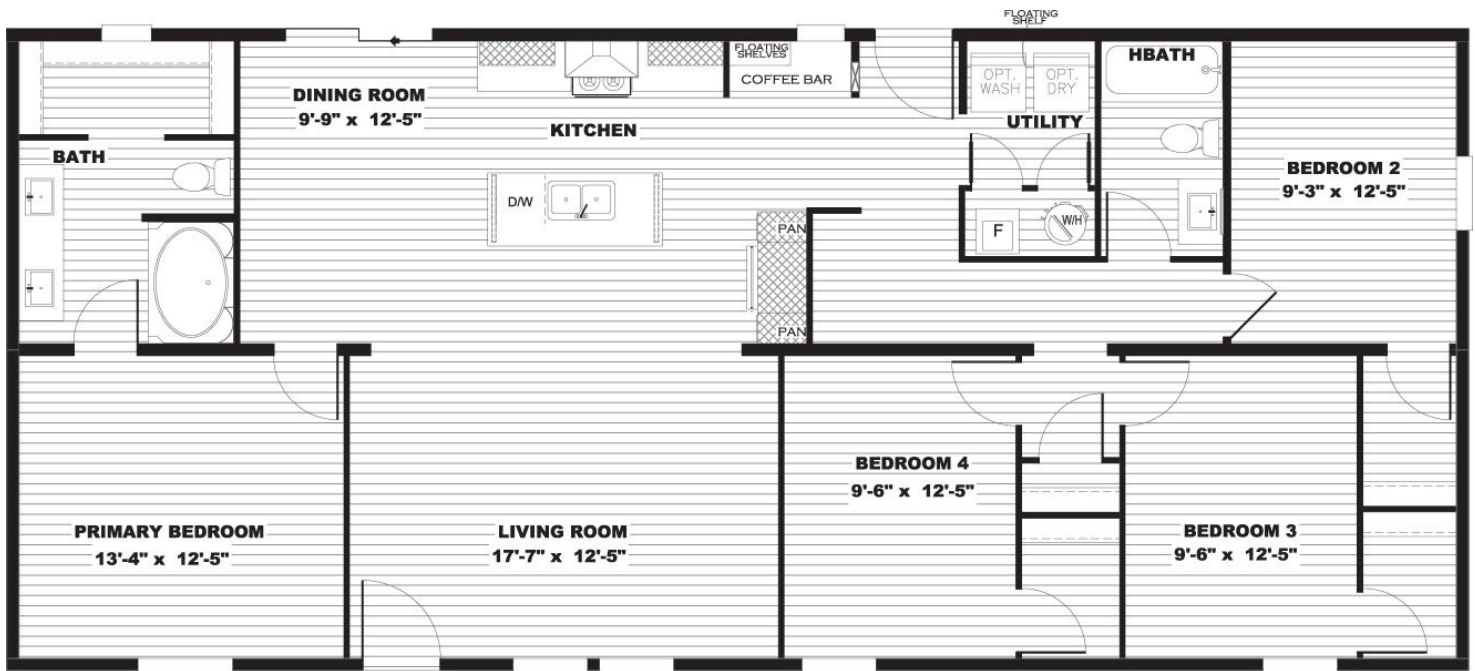 FLOATING
SHELF
FLOATING
SHELVES
COFFEE BAR
OPT.
WASH
OPT.
DRY
HBATH
DINING ROOM
9'-9" x 12'-5"
KITCHEN
UTILITY
BATH
BEDROOM 2
9'-3" x 12'-5"
D/W
PAN
F
W/H
PAN
BEDROOM 4
9'-6" x 12'-5"
PRIMARY BEDROOM
13'-4" x 12'-5"
LIVING ROOM
17'-7" x 12'-5"
BEDROOM 3
9'-6" x 12'-5"